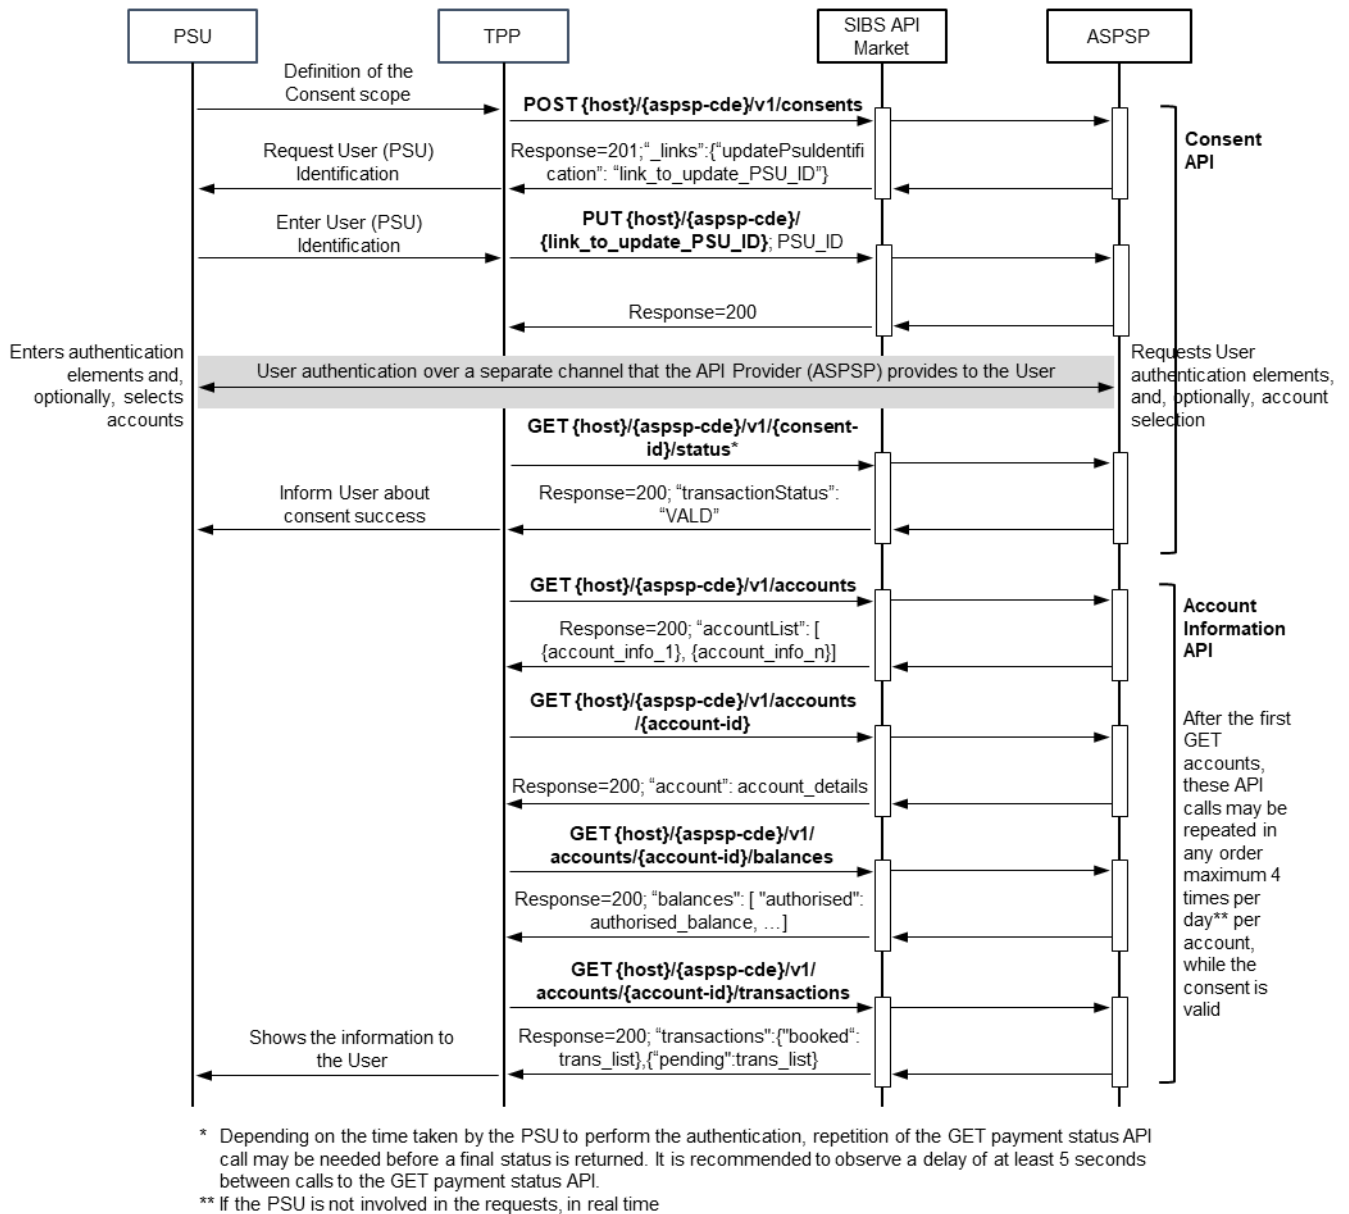 PSU
TPP
SIBS API
Market
ASPSP
Definition of the
Consent scope
POST {host}/{aspsp-cde}/v1/consents
Consent
API
Request User (PSU)
Identification
Response=201;“_links":{“updatePsuIdentifi
cation”: “link_to_update_PSU_ID”}
Enter User (PSU)
Identification
PUT {host}/{aspsp-cde}/
{link_to_update_PSU_ID}; PSU_ID
Response=200
Enters authentication
elements and,
optionally, selects
accounts
User authentication over a separate channel that the API Provider (ASPSP) provides to the User
Requests User
authentication elements,
and, optionally, account
selection
GET {host}/{aspsp-cde}/v1/{consent-
id}/status*
Inform User about
consent success
Response=200; “transactionStatus”:
“VALD”
GET {host}/{aspsp-cde}/v1/accounts
Response=200; “accountList”: [
{account_info_1}, {account_info_n}]
Account
Information
API
GET {host}/{aspsp-cde}/v1/accounts
/{account-id}
Response=200; “account”: account_details
GET {host}/{aspsp-cde}/v1/
accounts/{account-id}/balances
Response=200; “balances": [ "authorised":
authorised_balance, …]
After the first
GET
accounts,
these API
calls may be
repeated in
any order
maximum 4
times per
day** per
account,
while the
consent is
valid
GET {host}/{aspsp-cde}/v1/
accounts/{account-id}/transactions
Shows the information to
the User
Response=200; “transactions":{"booked“:
trans_list},{“pending":trans_list}
* Depending on the time taken by the PSU to perform the authentication, repetition of the GET payment status API
call may be needed before a final status is returned. It is recommended to observe a delay of at least 5 seconds
between calls to the GET payment status API.
** If the PSU is not involved in the requests, in real time